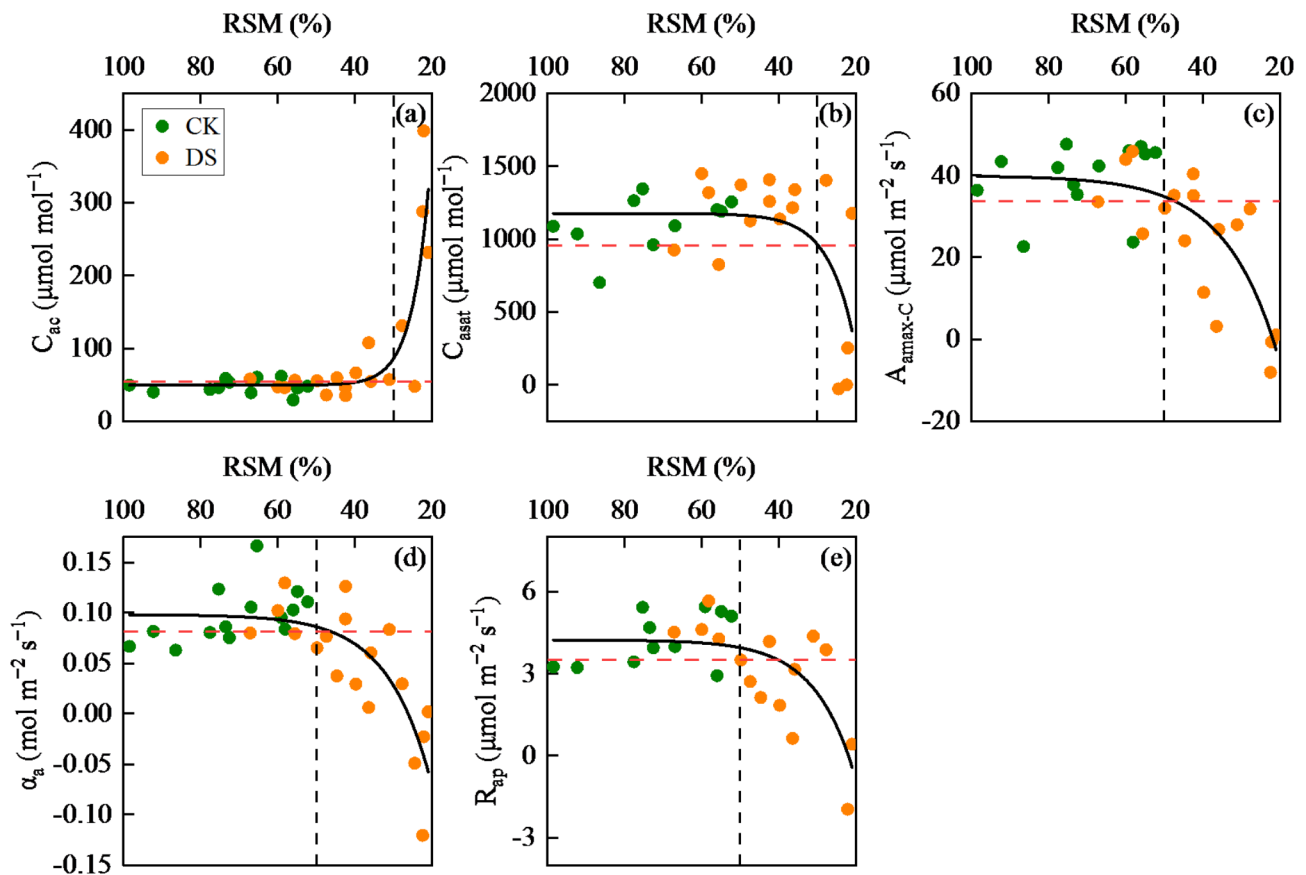 RSM (%)
100 80 60 40 20
C_ac (μmol mol⁻¹)
400
300
200
100
0
CK
DS
(a)
RSM (%)
100 80 60 40 20
C_asat (μmol mol⁻¹)
2000
1500
1000
500
0
(b)
RSM (%)
100 80 60 40 20
A_amax-C (μmol m⁻² s⁻¹)
60
40
20
0
-20
(c)
RSM (%)
100 80 60 40 20
α_a (mol m⁻² s⁻¹)
0.15
0.10
0.05
0.00
-0.05
-0.10
-0.15
(d)
RSM (%)
100 80 60 40 20
R_ap (μmol m⁻² s⁻¹)
6
3
0
-3
(e)